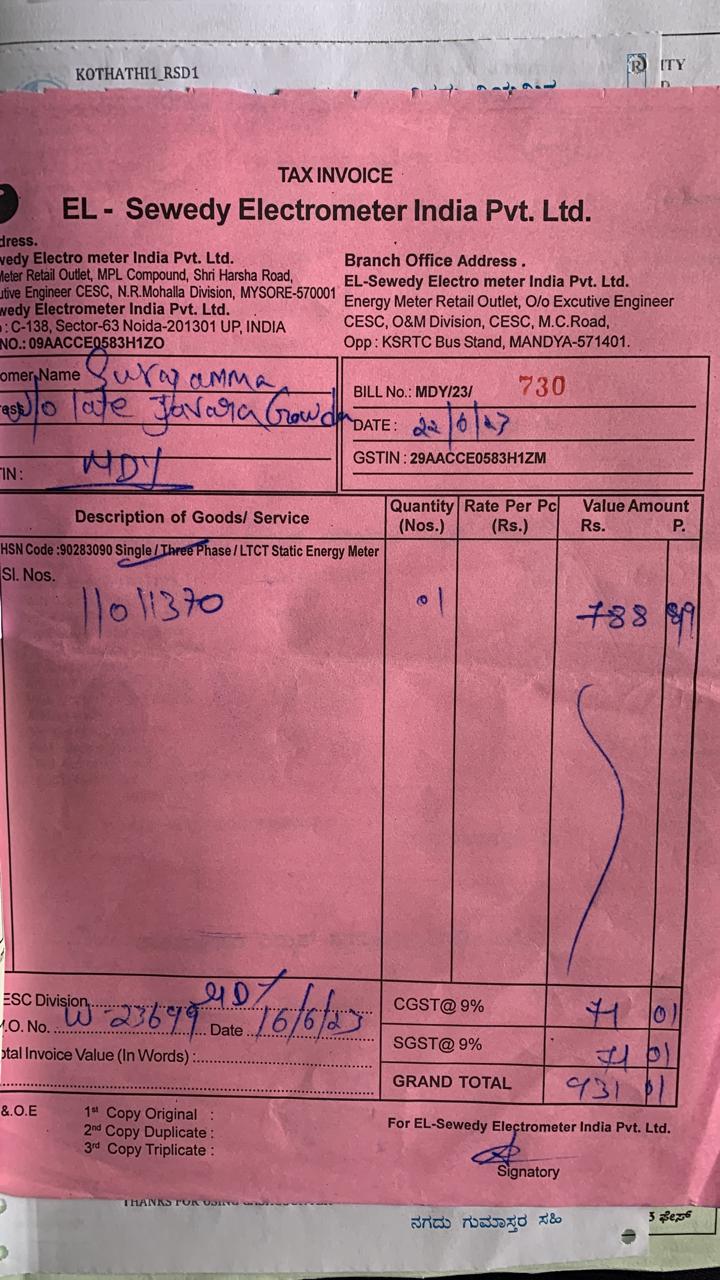 KOTHATHI1_RSD1
R ITY
TAX INVOICE
EL - Sewedy Electrometer India Pvt. Ltd.
dress.
wedy Electro meter India Pvt. Ltd.
Meter Retail Outlet, MPL Compound, Shri Harsha Road,
utive Engineer CESC, N.R.Mohalla Division, MYSORE-570001
wedy Electrometer India Pvt. Ltd.
: C-138, Sector-63 Noida-201301 UP, INDIA
NO.: 09AACCE0583H1ZO
Branch Office Address .
EL-Sewedy Electro meter India Pvt. Ltd.
Energy Meter Retail Outlet, O/o Excutive Engineer
CESC, O&M Division, CESC, M.C.Road,
Opp : KSRTC Bus Stand, MANDYA-571401.
omer Name Surajamma
ess w/o late Javara Gowda
MDY
IN :
BILL No.: MDY/23/ 730
DATE : 22/6/23
GSTIN : 29AACCE0583H1ZM
Description of Goods/ Service Quantity (Nos.) Rate Per Pc (Rs.) Value Amount Rs. P.
HSN Code :90283090 Single / Three Phase / LTCT Static Energy Meter
Sl. Nos.
11011370 01 788 99
ESC Division MDY
.O. No. W-23699 Date 16/6/23
otal Invoice Value (In Words) :
CGST@ 9% 71 01
SGST@ 9% 71 01
GRAND TOTAL 931 01
&.O.E
1st Copy Original :
2nd Copy Duplicate :
3rd Copy Triplicate :
For EL-Sewedy Electrometer India Pvt. Ltd.
Signatory
ನಗದು ಗುಮಾಸ್ತರ ಸಹಿ
5 ಫೇಸ್